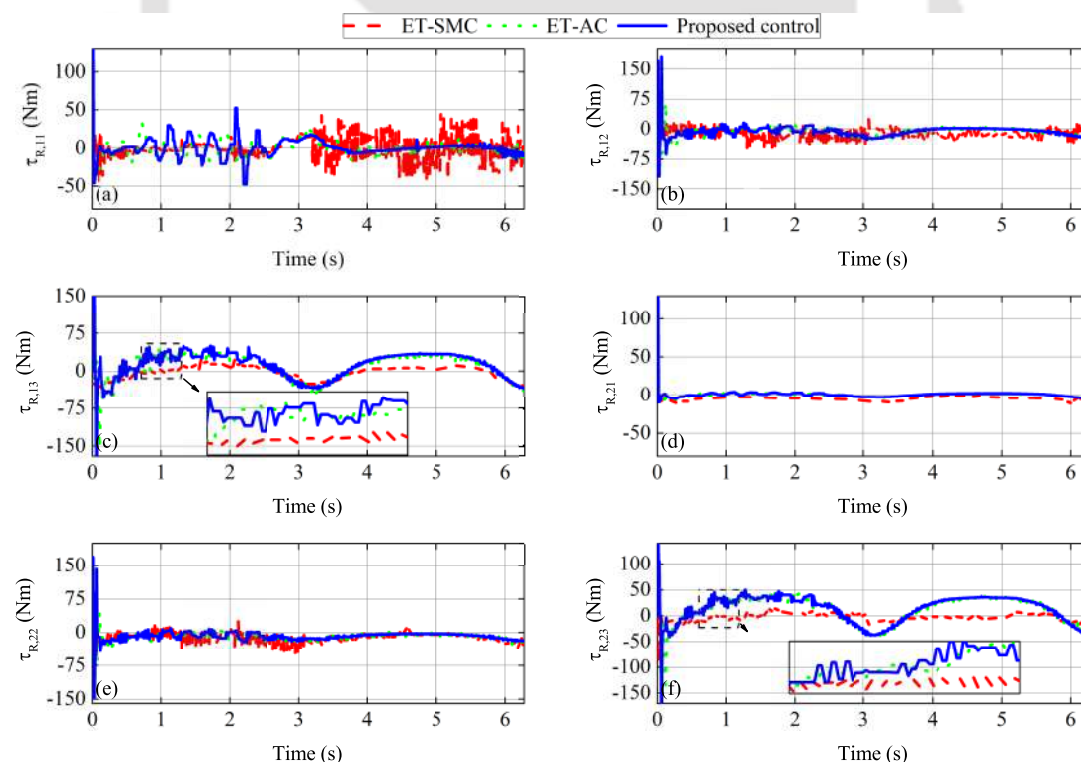 ET-SMC ET-AC Proposed control
τR,11 (Nm)
100
50
0
-50
(a)
0 1 2 3 4 5 6
Time (s)
τR,12 (Nm)
150
75
0
-75
-150
(b)
0 1 2 3 4 5 6
Time (s)
τR,13 (Nm)
150
75
0
-75
-150
(c)
0 1 2 3 4 5 6
Time (s)
τR,21 (Nm)
100
50
0
-50
(d)
0 1 2 3 4 5 6
Time (s)
τR,22 (Nm)
150
75
0
-75
-150
(e)
0 1 2 3 4 5 6
Time (s)
τR,23 (Nm)
100
50
0
-50
-100
-150
(f)
0 1 2 3 4 5 6
Time (s)